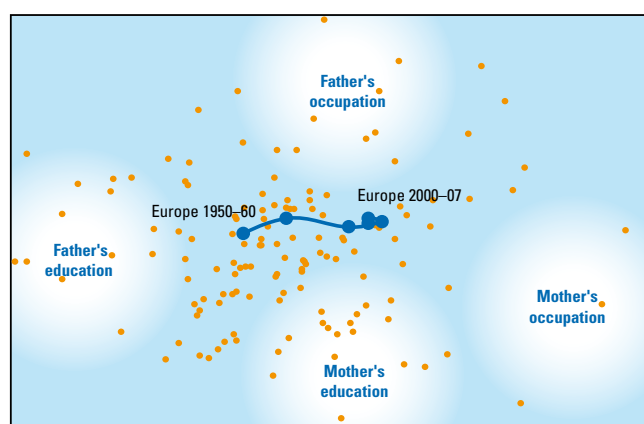 Father's
occupation
Europe 1950–60
Europe 2000–07
Father's
education
Mother's
occupation
Mother's
education